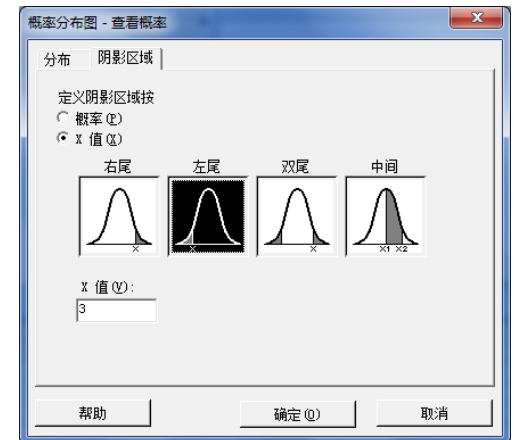 概率分布图 - 查看概率
分布 阴影区域
定义阴影区域按
概率(P)
X 值(X)
右尾 左尾 双尾 中间
X X X X1 X2
X 值(V):
3
帮助 确定(O) 取消